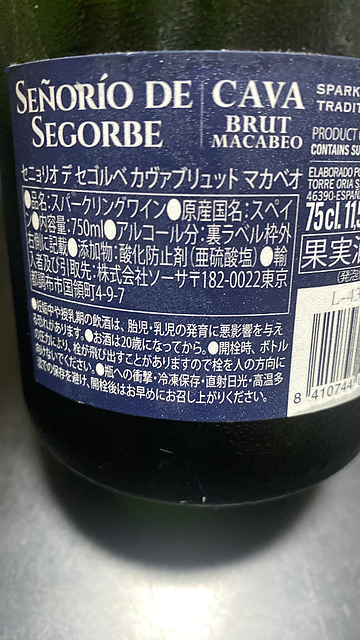 SEÑORÍO DE
SEGORBE
CAVA
BRUT
MACABEO
セニョリオ デ セゴルベ カヴァブリュット マカベオ
●品名:スパークリングワイン●原産国名:スペイ
ン●内容量:750ml●アルコール分:裏ラベル枠外
右側に記載●添加物:酸化防止剤(亜硫酸塩)●輸
入者及び引取先:株式会社ソーサ〒182-0022東京
都調布市国領町4-9-7
●妊娠中や授乳期の飲酒は、胎児・乳児の発育に悪影響を与え
る恐れがあります。●お酒は20歳になってから。●開栓時、ボトル
の圧力により、栓が飛び出すことがありますので栓を人の方向に
向けないでください。●瓶への衝撃・冷凍保存・直射日光・高温多
湿での保存を避け、開栓後はお早めにお召し上がりください。
SPARK
TRADIT
PRODUCT O
CONTAINS SU
ELABORADO PO
TORRE ORIA S
46390-ESPAÑ
75cl. 11,5
果実酒
(発泡
L-43
8 410744